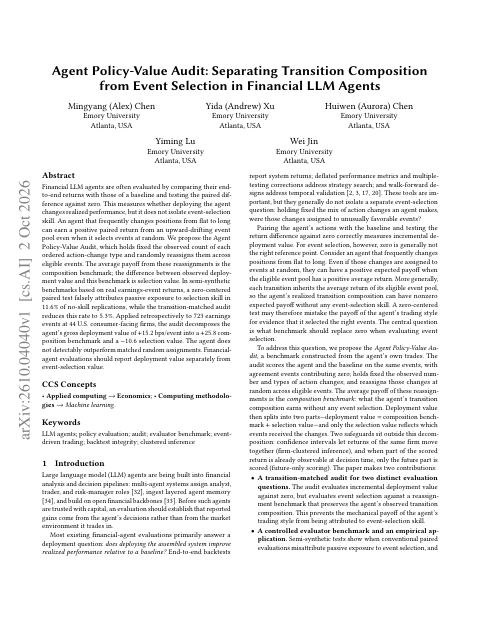 Agent Policy-Value Audit: Separating Transition Composition
from Event Selection in Financial LLM Agents
Mingyang (Alex) Chen
Emory University
Atlanta, USA
Yida (Andrew) Xu
Emory University
Atlanta, USA
Huiwen (Aurora) Chen
Emory University
Atlanta, USA
Yiming Lu
Emory University
Atlanta, USA
Wei Jin
Emory University
Atlanta, USA
arXiv:2610.04040v1 [cs.AI] 2 Oct 2026
Abstract
Financial LLM agents are often evaluated by comparing their end-
to-end returns with those of a baseline and testing the paired dif-
ference against zero. This measures whether deploying the agent
changes realized performance, but it does not isolate event-selection
skill. An agent that frequently changes positions from flat to long
can earn a positive paired return from an upward-drifting event
pool even when it selects events at random. We propose the Agent
Policy-Value Audit, which holds fixed the observed count of each
ordered action-change type and randomly reassigns them across
eligible events. The average payoff from these reassignments is the
composition benchmark; the difference between observed deploy-
ment value and this benchmark is selection value. In semi-synthetic
benchmarks based on real earnings-event returns, a zero-centered
paired test falsely attributes passive exposure to selection skill in
11.6% of no-skill replications, while the transition-matched audit
reduces this rate to 5.3%. Applied retrospectively to 723 earnings
events at 44 U.S. consumer-facing firms, the audit decomposes the
agent's gross deployment value of +15.2 bps/event into a +25.8 com-
position benchmark and a −10.6 selection value. The agent does
not detectably outperform matched random assignments. Financial-
agent evaluations should report deployment value separately from
event-selection value.
CCS Concepts
• Applied computing → Economics; • Computing methodolo-
gies → Machine learning.
Keywords
LLM agents; policy evaluation; audit; evaluator benchmark; event-
driven trading; backtest integrity; clustered inference
1 Introduction
Large language model (LLM) agents are being built into financial
analysis and decision pipelines: multi-agent systems assign analyst,
trader, and risk-manager roles [32], ingest layered agent memory
[34], and build on open financial backbones [33]. Before such agents
are trusted with capital, an evaluation should establish that reported
gains come from the agent's decisions rather than from the market
environment it trades in.
Most existing financial-agent evaluations primarily answer a
deployment question: does deploying the assembled system improve
realized performance relative to a baseline? End-to-end backtests
report system returns; deflated performance metrics and multiple-
testing corrections address strategy search; and walk-forward de-
signs address temporal validation [2, 3, 17, 20]. These tools are im-
portant, but they generally do not isolate a separate event-selection
question: holding fixed the mix of action changes an agent makes,
were those changes assigned to unusually favorable events?
Pairing the agent's actions with the baseline and testing the
return difference against zero correctly measures incremental de-
ployment value. For event selection, however, zero is generally not
the right reference point. Consider an agent that frequently changes
positions from flat to long. Even if those changes are assigned to
events at random, they can have a positive expected payoff when
the eligible event pool has a positive average return. More generally,
each transition inherits the average return of its eligible event pool,
so the agent's realized transition composition can have nonzero
expected payoff without any event-selection skill. A zero-centered
test may therefore mistake the payoff of the agent's trading style
for evidence that it selected the right events. The central question
is what benchmark should replace zero when evaluating event
selection.
To address this question, we propose the Agent Policy-Value Au-
dit, a benchmark constructed from the agent's own trades. The
audit scores the agent and the baseline on the same events, with
agreement events contributing zero; holds fixed the observed num-
ber and types of action changes, and reassigns those changes at
random across eligible events. The average payoff of these reassign-
ments is the composition benchmark: what the agent's transition
composition earns without any event selection. Deployment value
then splits into two parts—deployment value = composition bench-
mark + selection value—and only the selection value reflects which
events received the changes. Two safeguards sit outside this decom-
position: confidence intervals let returns of the same firm move
together (firm-clustered inference), and when part of the scored
return is already observable at decision time, only the future part is
scored (future-only scoring). The paper makes two contributions:
• A transition-matched audit for two distinct evaluation
questions. The audit evaluates incremental deployment value
against zero, but evaluates event selection against a reassign-
ment benchmark that preserves the agent's observed transition
composition. This prevents the mechanical payoff of the agent's
trading style from being attributed to event-selection skill.
• A controlled evaluator benchmark and an empirical ap-
plication. Semi-synthetic tests show when conventional paired
evaluations misattribute passive exposure to event selection, and